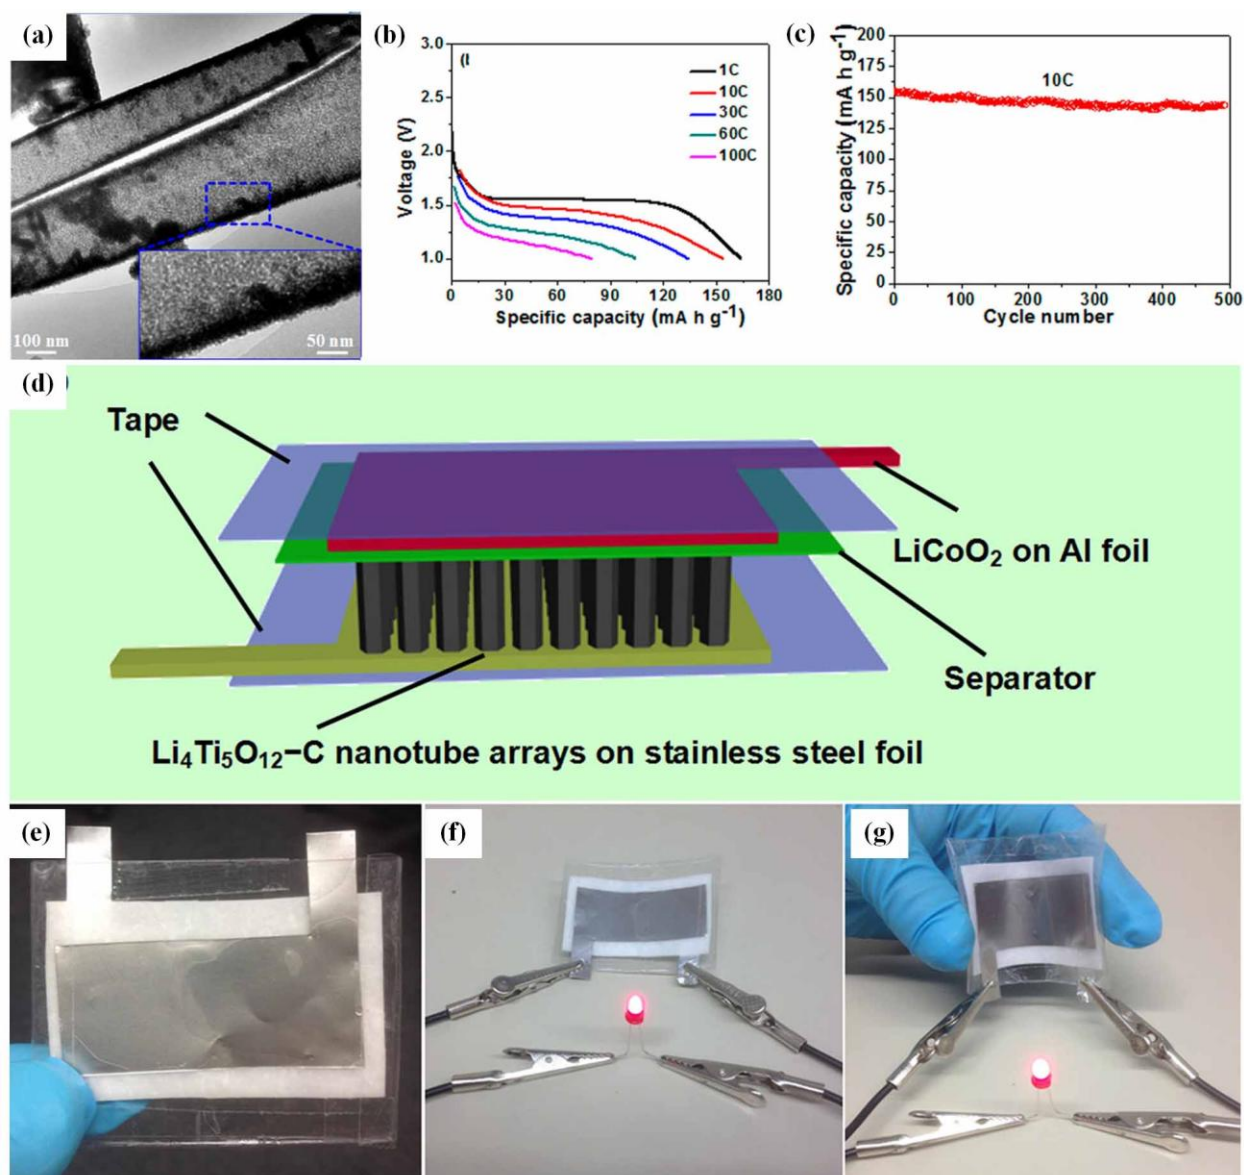 (a)
100 nm
50 nm
(b)
(I
3.0
2.5
2.0
1.5
1.0
Voltage (V)
1C
10C
30C
60C
100C
0 30 60 90 120 150 180
Specific capacity (mA h g⁻¹)
(c)
200
175
150
125
100
75
50
25
0
Specific capacity (mA h g⁻¹)
10C
0 100 200 300 400 500
Cycle number
(d)
Tape
LiCoO₂ on Al foil
Separator
Li₄Ti₅O₁₂−C nanotube arrays on stainless steel foil
(e)
(f)
(g)